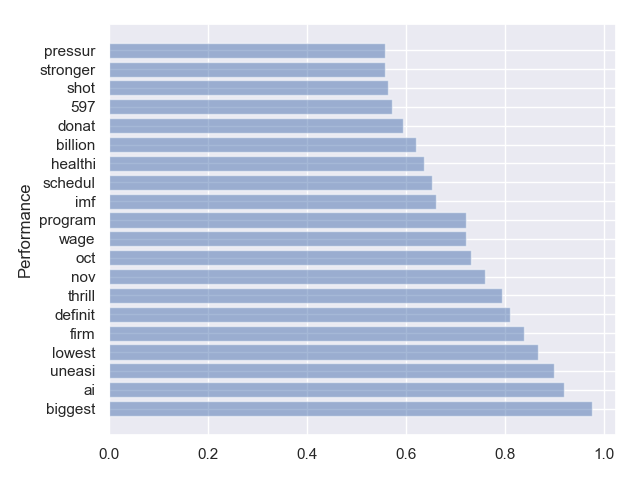 pressur
stronger
shot
597
donat
billion
healthi
schedul
imf
program
wage
oct
nov
thrill
definit
firm
lowest
uneasi
ai
biggest
Performance
0.0 0.2 0.4 0.6 0.8 1.0